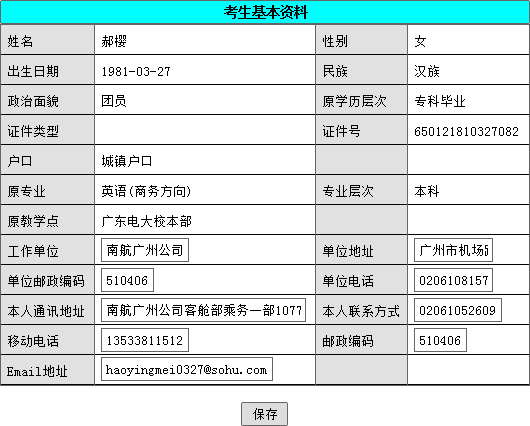 考生基本资料
姓名 郝樱 性别 女
出生日期 1981-03-27 民族 汉族
政治面貌 团员 原学历层次 专科毕业
证件类型 证件号 650121810327082
户口 城镇户口
原专业 英语(商务方向) 专业层次 本科
原教学点 广东电大校本部
工作单位 南航广州公司 单位地址 广州市机场
单位邮政编码 510406 单位电话 0206108157
本人通讯地址 南航广州公司客舱部乘务一部1077 本人联系方式 02061052609
移动电话 13533811512 邮政编码 510406
Email地址 haoyingmei0327@sohu.com
保存